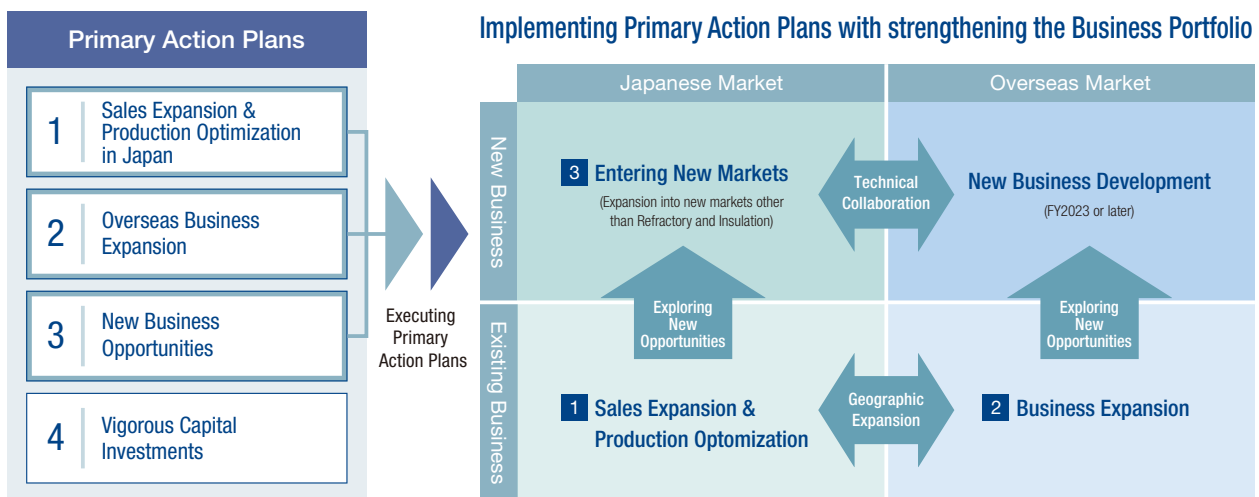 Primary Action Plans
1
Sales Expansion &
Production Optimization
in Japan
2
Overseas Business
Expansion
3
New Business
Opportunities
4
Vigorous Capital
Investments
Executing
Primary
Action Plans
Implementing Primary Action Plans with strengthening the Business Portfolio
Japanese Market
Overseas Market
New Business
3 Entering New Markets
(Expansion into new markets other
than Refractory and Insulation)
Technical
Collaboration
New Business Development
(FY2023 or later)
Exploring
New
Opportunities
Exploring
New
Opportunities
Existing Business
1 Sales Expansion &
Production Optomization
Geographic
Expansion
2 Business Expansion